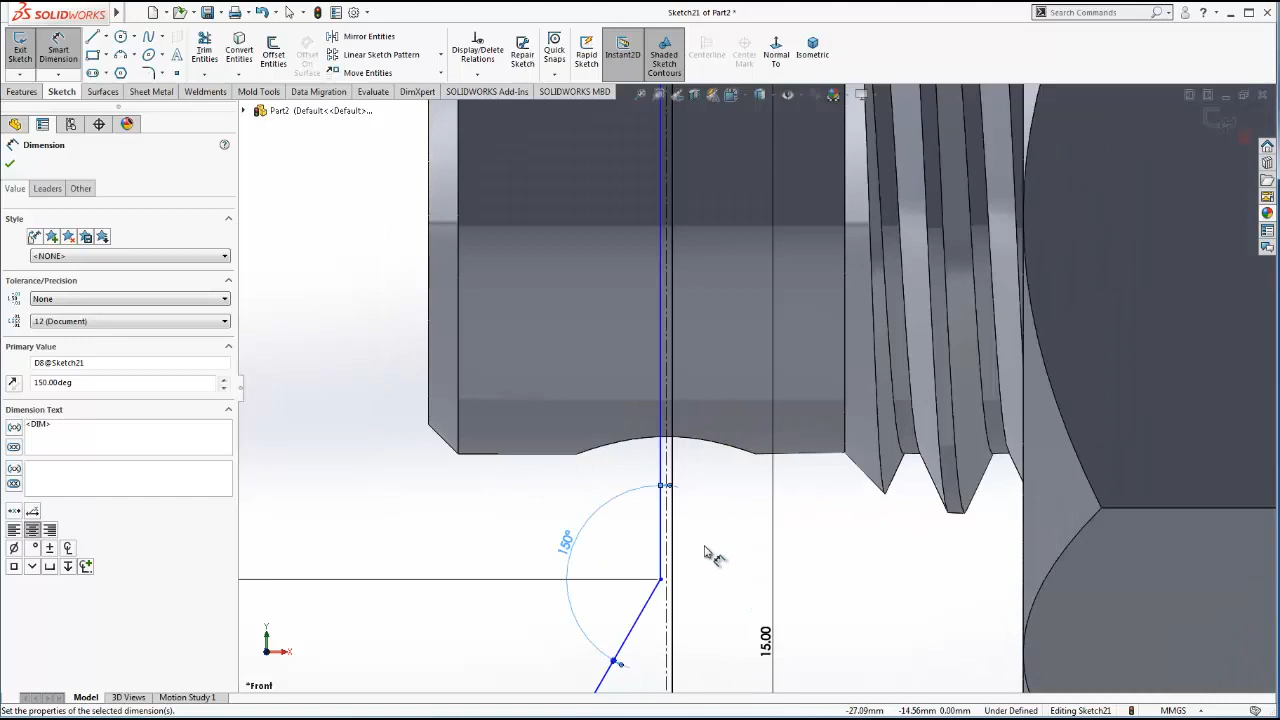 SOLIDWORKS
Sketch21 of Part2 *
Search Commands
Exit Sketch
Smart Dimension
Trim Entities
Convert Entities
Offset Entities
Offset On Surface
Mirror Entities
Linear Sketch Pattern
Move Entities
Display/Delete Relations
Repair Sketch
Quick Snaps
Rapid Sketch
Instant2D
Shaded Sketch Contours
Centerline
Center Mark
Normal To
Isometric
Features
Sketch
Surfaces
Sheet Metal
Weldments
Mold Tools
Data Migration
Evaluate
DimXpert
SOLIDWORKS Add-Ins
SOLIDWORKS MBD
Part2 (Default<<Default>...
Dimension
Value
Leaders
Other
Style
<NONE>
Tolerance/Precision
None
.12 (Document)
Primary Value
D8@Sketch21
150.00deg
Dimension Text
<DIM>
150°
15.00
Y
X
*Front
Model
3D Views
Motion Study 1
Set the properties of the selected dimension(s).
-27.09mm
-14.56mm
0.00mm
Under Defined
Editing Sketch21
MMGS